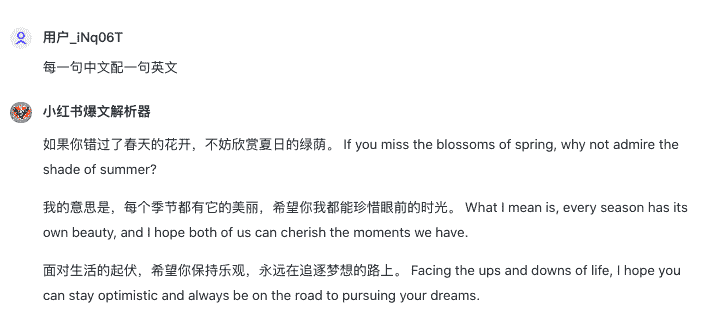 用户_iNq06T
每一句中文配一句英文
小红书爆文解析器
如果你错过了春天的花开，不妨欣赏夏日的绿荫。 If you miss the blossoms of spring, why not admire the
shade of summer?
我的意思是，每个季节都有它的美丽，希望你我都能珍惜眼前的时光。 What I mean is, every season has its
own beauty, and I hope both of us can cherish the moments we have.
面对生活的起伏，希望你保持乐观，永远在追逐梦想的路上。 Facing the ups and downs of life, I hope you
can stay optimistic and always be on the road to pursuing your dreams.